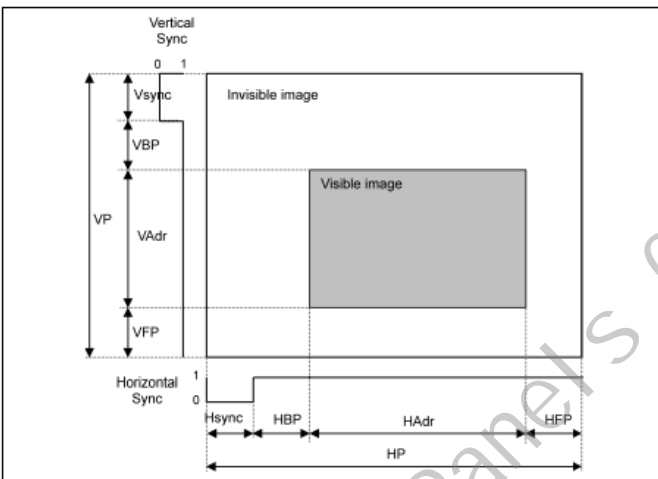 Vertical
Sync
0 1
Vsync
Invisible image
VBP
Visible image
VP
VAdr
VFP
Horizontal
Sync
1
0
Hsync HBP HAdr HFP
HP
panel's